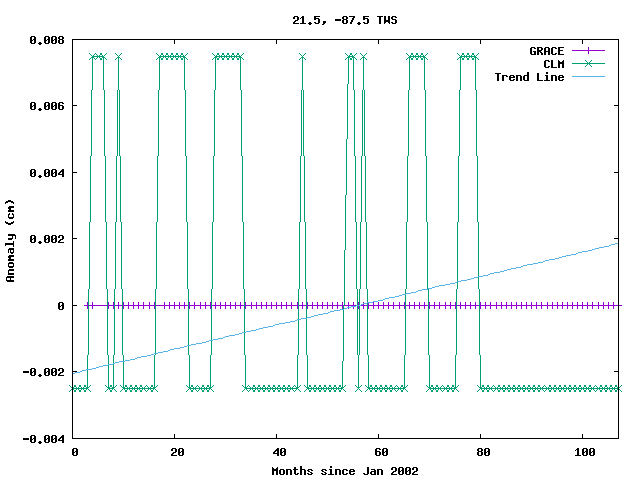 21.5, -87.5 TWS
0.008
0.006
0.004
0.002
0
-0.002
-0.004
Anomaly (cm)
GRACE
CLM
Trend Line
0 20 40 60 80 100
Months since Jan 2002